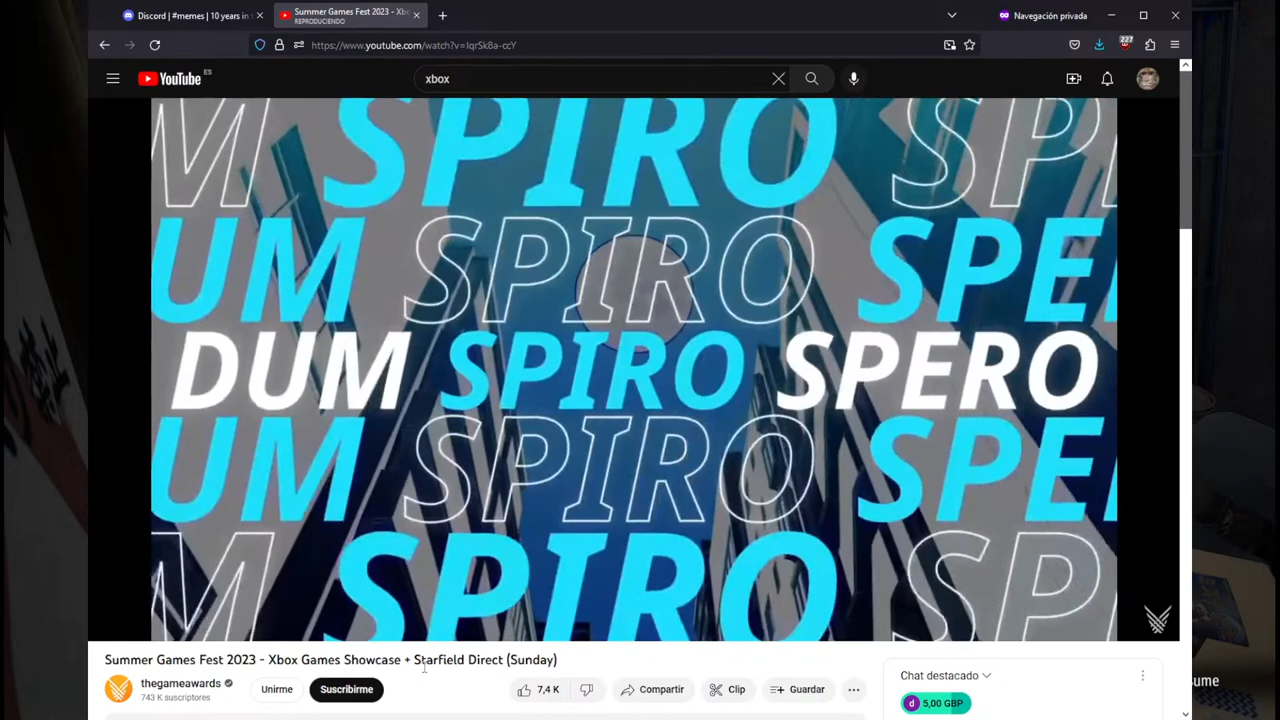 Discord | #memes | 10 years in t
Summer Games Fest 2023 - Xbo
REPRODUCIENDO
Navegación privada
https://www.youtube.com/watch?v=IqrSk8a-ccY
227
YouTube ES
xbox
M SPIRO SP
UM SPIRO SPE
DUM SPIRO SPERO
UM SPIRO SPE
M SPIRO SP
Summer Games Fest 2023 - Xbox Games Showcase + Starfield Direct (Sunday)
thegameawards
743 K suscriptores
Unirme
Suscribirme
7,4 K
Compartir
Clip
Guardar
Chat destacado
d 5,00 GBP
sume